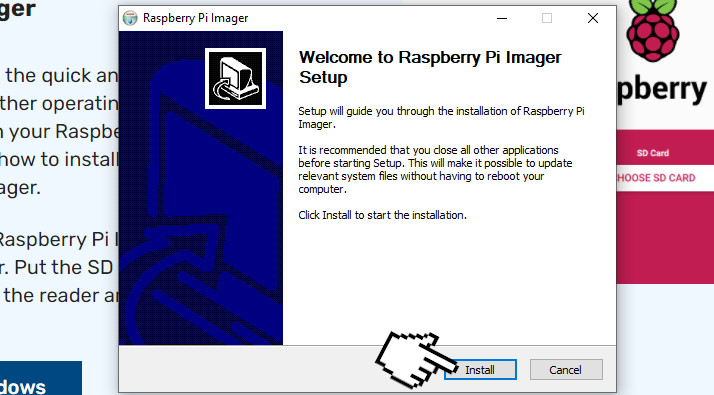 ger
Raspberry Pi Imager
Welcome to Raspberry Pi Imager
Setup
Setup will guide you through the installation of Raspberry Pi
Imager.
It is recommended that you close all other applications
before starting Setup. This will make it possible to update
relevant system files without having to reboot your
computer.
Click Install to start the installation.
Install
Cancel
the quick an
ther operatin
n your Raspbe
how to install
ager.
Raspberry Pi I
r. Put the SD
the reader a
dows
pberry
SD Card
HOOSE SD CARD